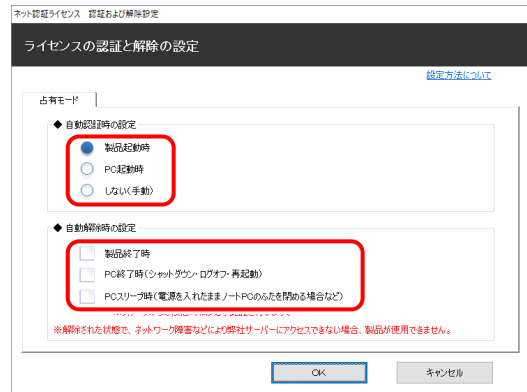 ネット認証ライセンス 認証および解除設定
ライセンスの認証と解除の設定
設定方法について
占有モード
◆ 自動認証時の設定
製品起動時
PC起動時
しない(手動)
◆ 自動解除時の設定
製品終了時
PC終了時(シャットダウン・ログオフ・再起動)
PCスリープ時(電源を入れたままノートPCのふたを閉める場合など)
※解除された状態で、ネットワーク障害などにより弊社サーバーにアクセスできない場合、製品が使用できません。
OK
キャンセル